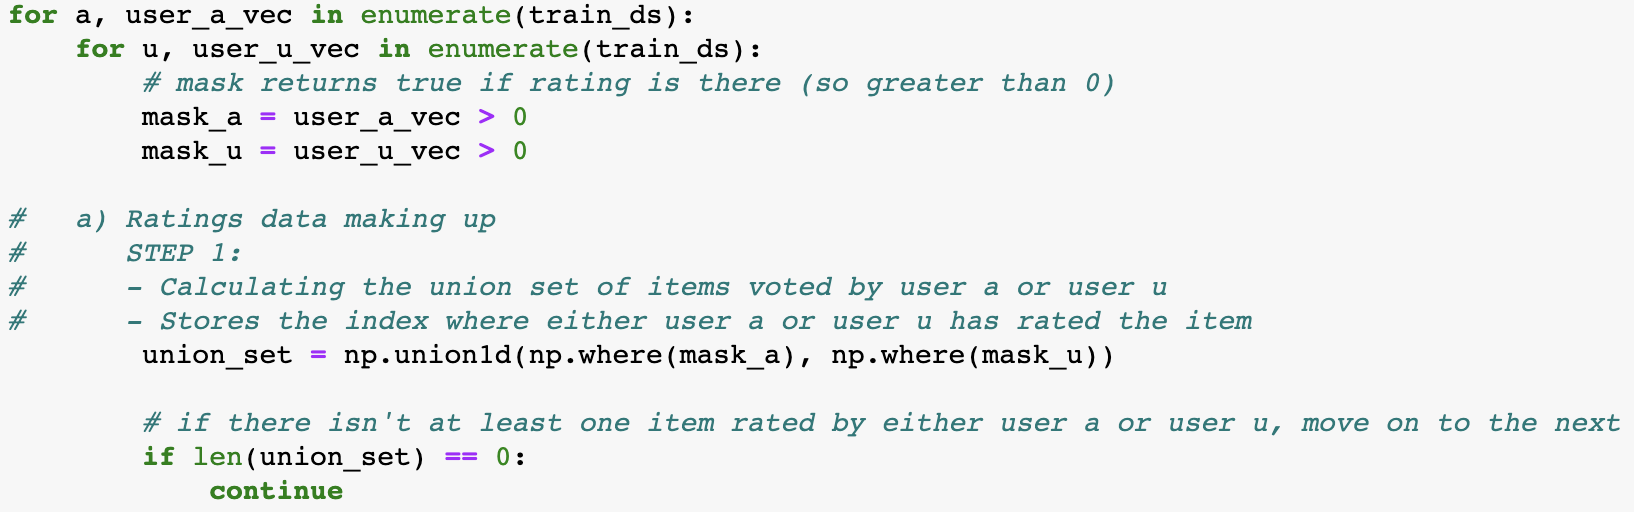 for a, user_a_vec in enumerate(train_ds):
    for u, user_u_vec in enumerate(train_ds):
        # mask returns true if rating is there (so greater than 0)
        mask_a = user_a_vec > 0
        mask_u = user_u_vec > 0

#   a) Ratings data making up
#      STEP 1:
#      - Calculating the union set of items voted by user a or user u
#      - Stores the index where either user a or user u has rated the item
        union_set = np.union1d(np.where(mask_a), np.where(mask_u))

        # if there isn't at least one item rated by either user a or user u, move on to the next
        if len(union_set) == 0:
            continue